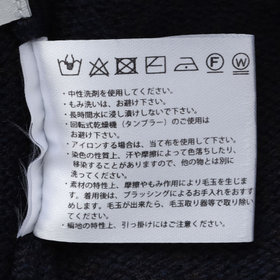 F W
・中性洗剤を使用してください。
・もみ洗いは、お避け下さい。
・長時間水に浸し漬けしないで下さい。
・回転式乾燥機（タンブラー）のご使用は
お避け下さい。
・アイロンする場合は、当て布を使用して下さい。
・染色の性質上、汗や摩擦によって色落ちしたり、
移染することがありますので、他の物とは別に
洗ってください。
・素材の特性上、摩擦やもみ作用により毛玉を生じま
す。着用後は、ブラッシングによるお手入れをおすす
めします。毛玉が出来たら、毛玉取り器等で取り除い
てください。
・編地の特性上、引っ掛けにはご注意ください。